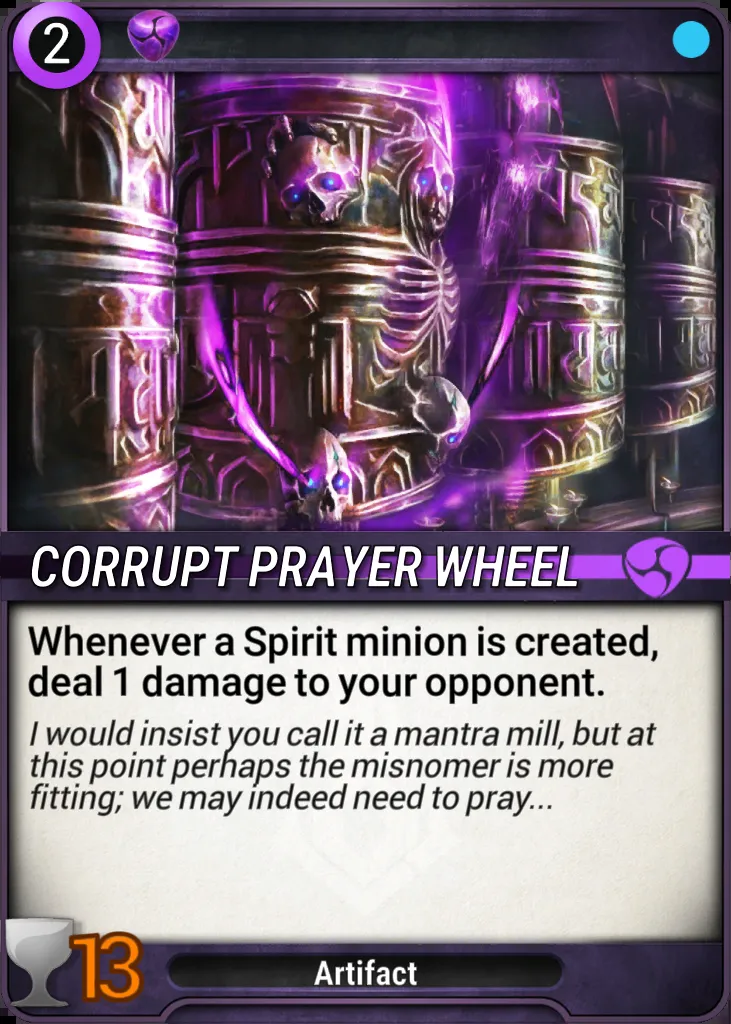 2
CORRUPT PRAYER WHEEL
Whenever a Spirit minion is created,
deal 1 damage to your opponent.
I would insist you call it a mantra mill, but at
this point perhaps the misnomer is more
fitting; we may indeed need to pray...
13
Artifact